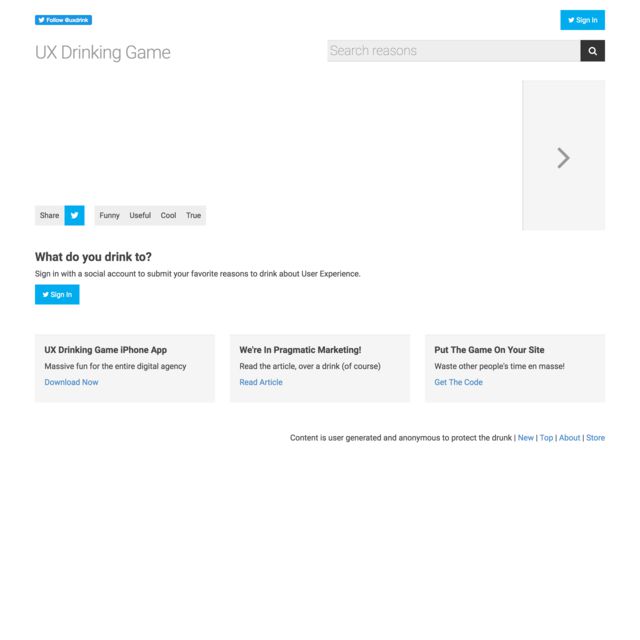 Follow @uxdrink
Sign In
UX Drinking Game
Search reasons
Share
Funny Useful Cool True
What do you drink to?
Sign in with a social account to submit your favorite reasons to drink about User Experience.
Sign In
UX Drinking Game iPhone App
Massive fun for the entire digital agency
Download Now
We're In Pragmatic Marketing!
Read the article, over a drink (of course)
Read Article
Put The Game On Your Site
Waste other people's time en masse!
Get The Code
Content is user generated and anonymous to protect the drunk | New | Top | About | Store